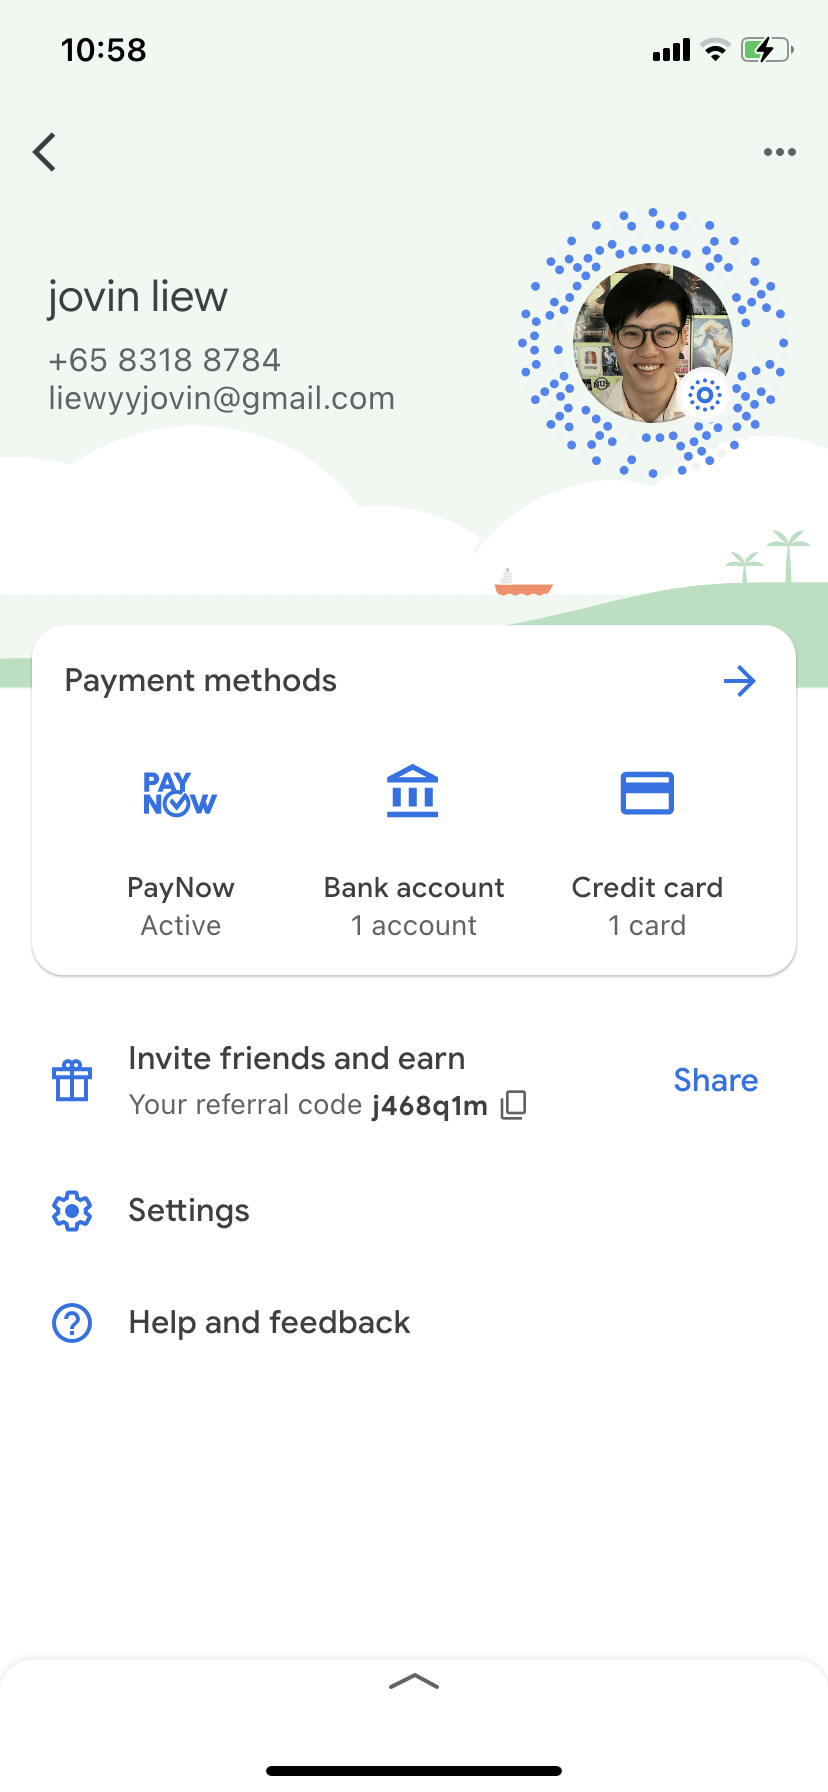 10:58
jovin liew
+65 8318 8784
liewyyjovin@gmail.com
Payment methods
PAY
NOW
PayNow
Active
Bank account
1 account
Credit card
1 card
Invite friends and earn
Your referral code j468q1m
Share
Settings
Help and feedback